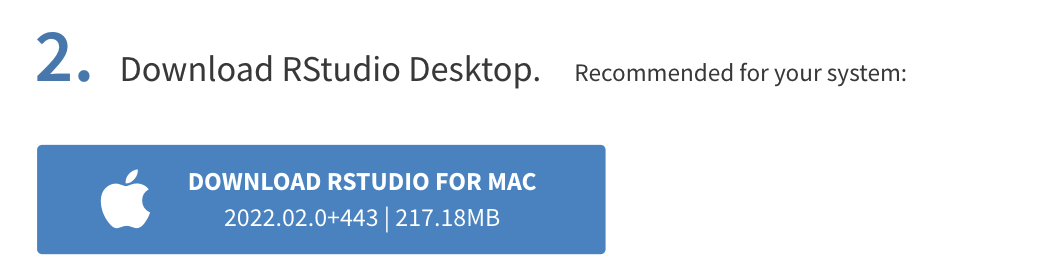 2. Download RStudio Desktop. Recommended for your system:
DOWNLOAD RSTUDIO FOR MAC
2022.02.0+443 | 217.18MB